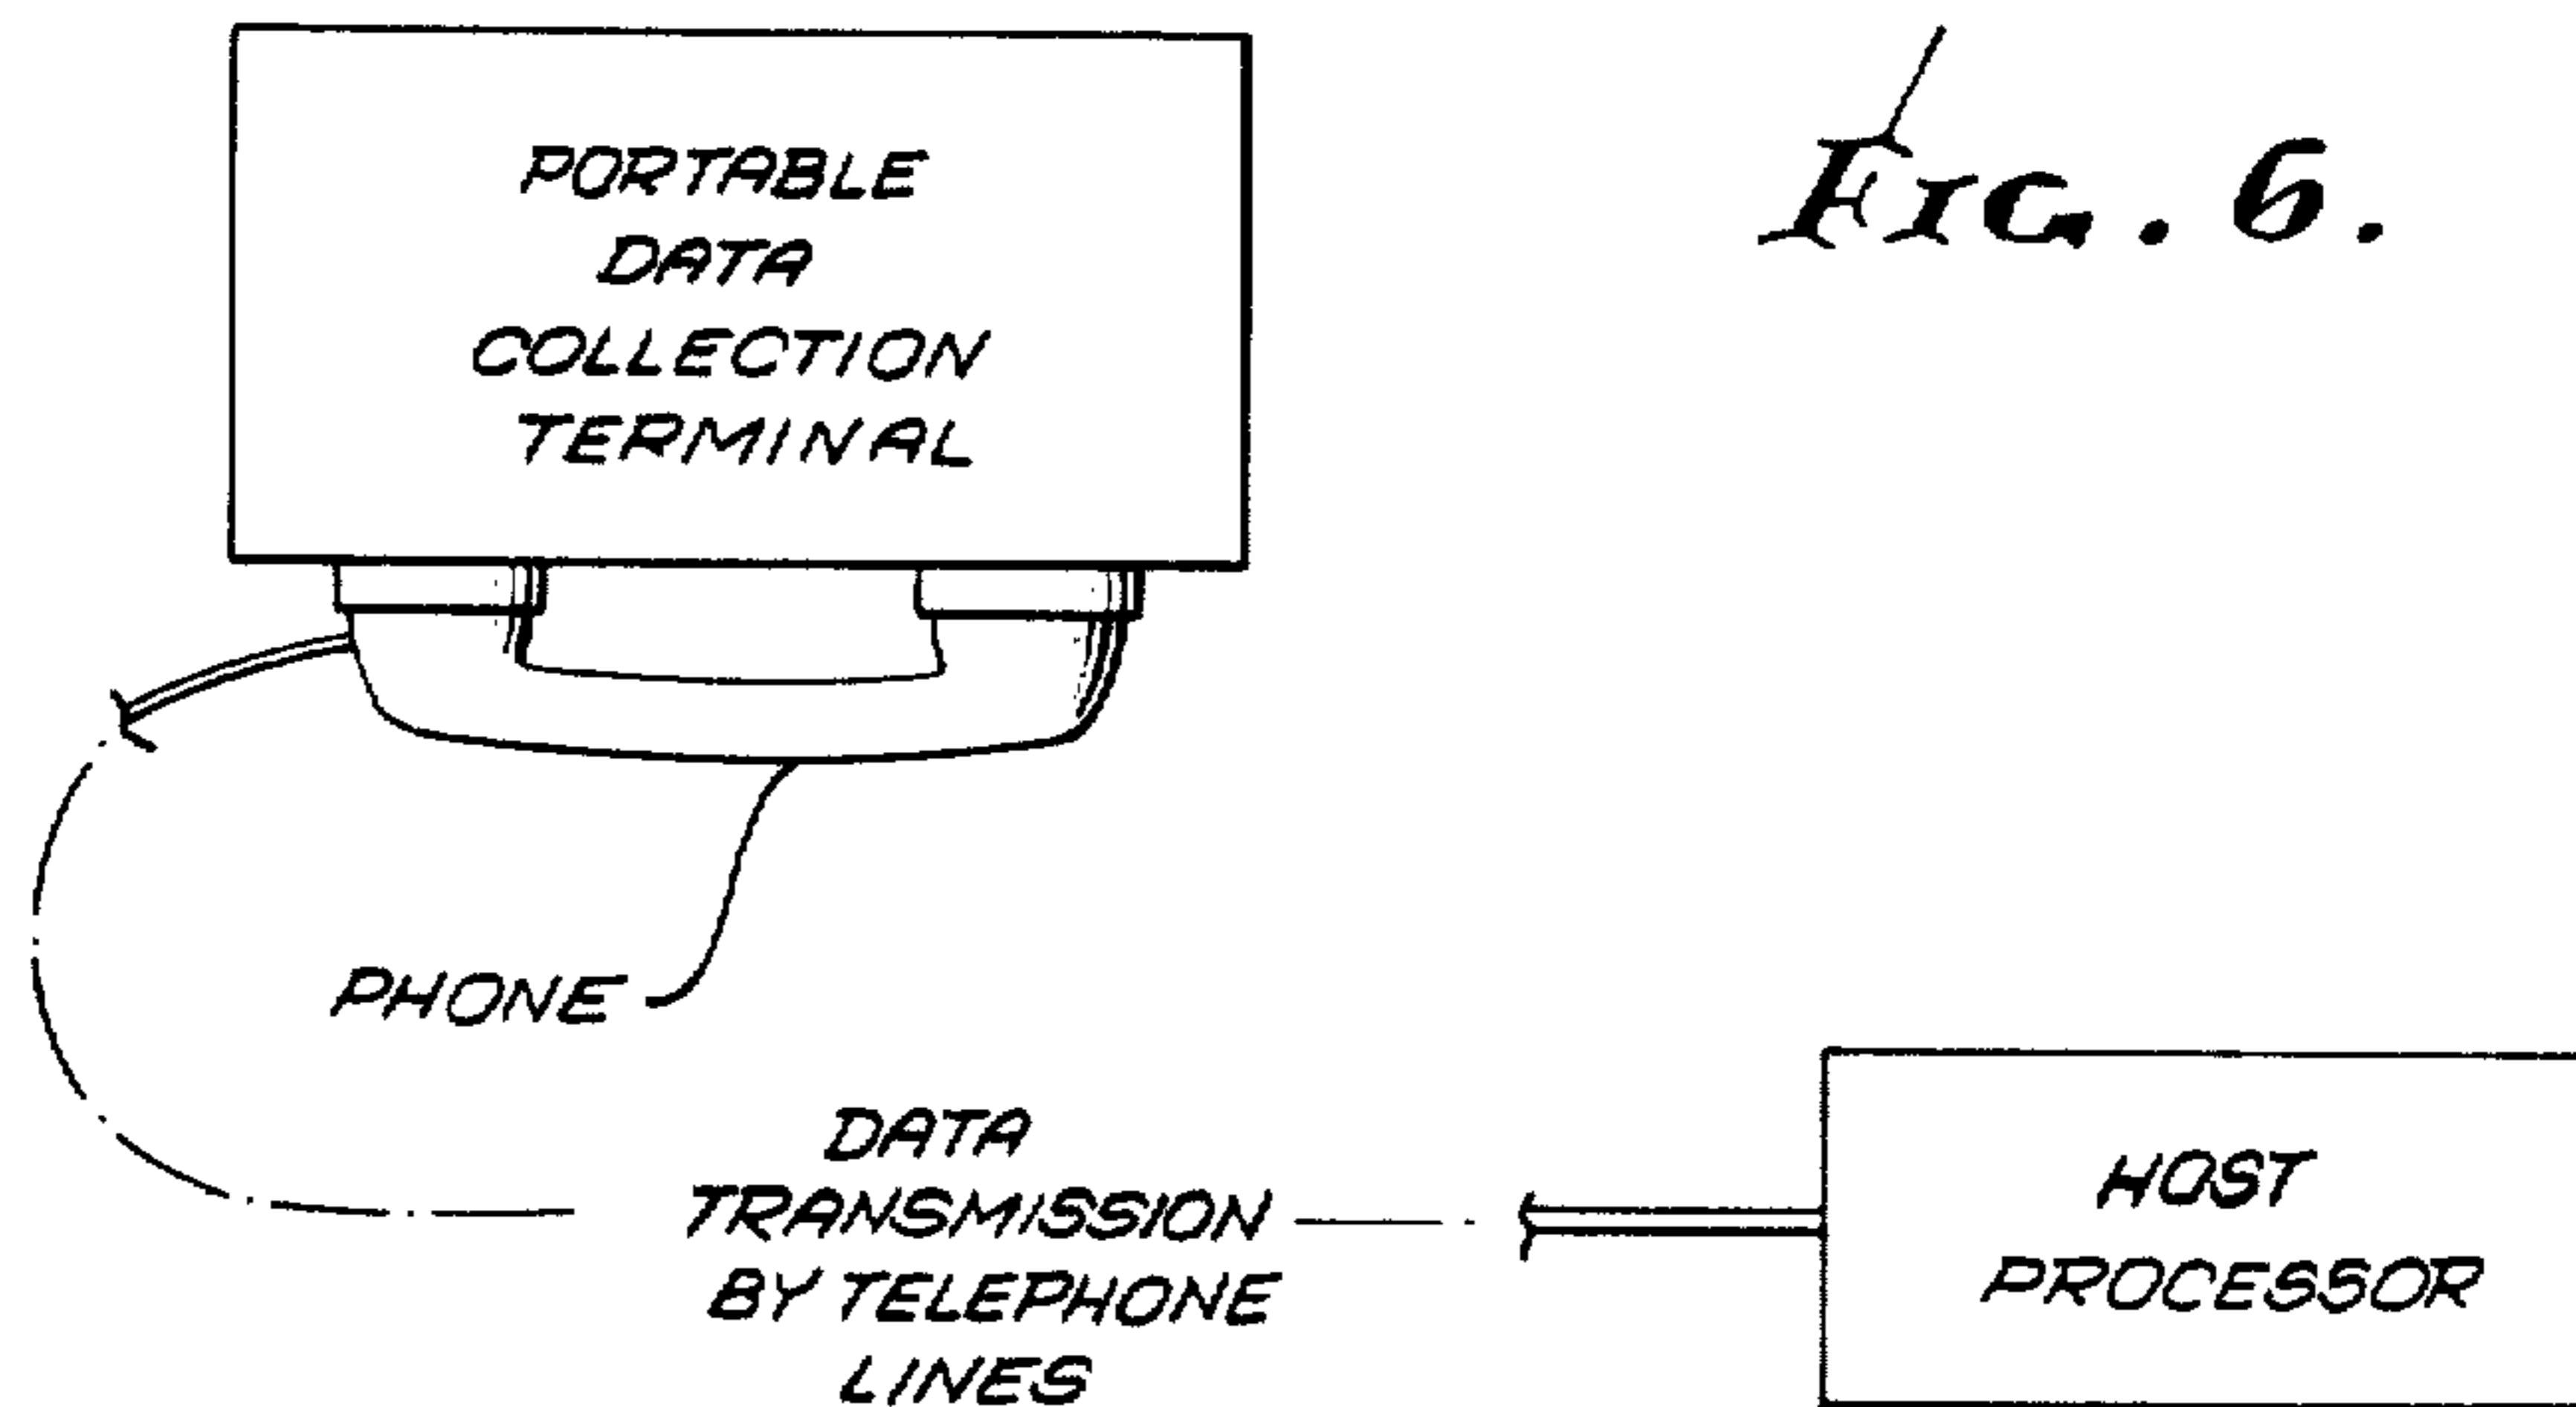 PORTABLE
DATA
COLLECTION
TERMINAL
FIG. 6.
PHONE
DATA
TRANSMISSION
BY TELEPHONE
LINES
HOST
PROCESSOR